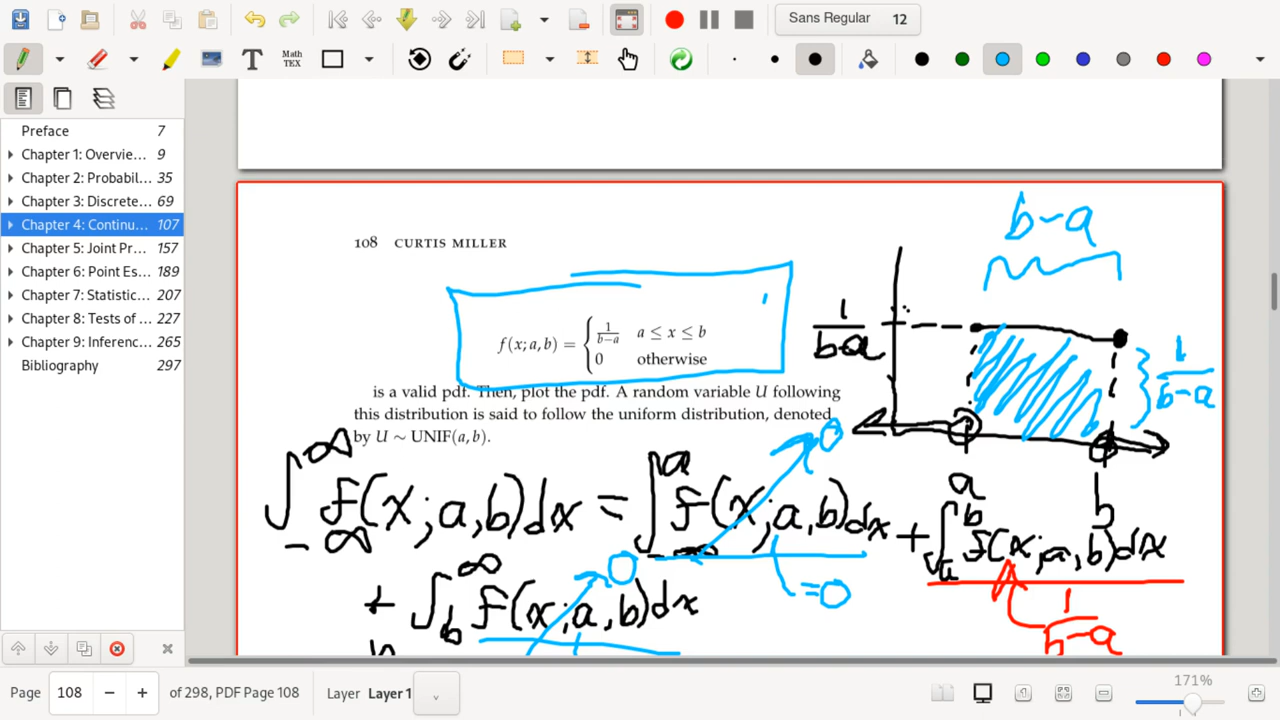 Sans Regular 12
T Math TEX
Preface 7
Chapter 1: Overvie... 9
Chapter 2: Probabil... 35
Chapter 3: Discrete... 69
Chapter 4: Continu... 107
Chapter 5: Joint Pr... 157
Chapter 6: Point Es... 189
Chapter 7: Statistic... 207
Chapter 8: Tests of ... 227
Chapter 9: Inferenc... 265
Bibliography 297
108 CURTIS MILLER
b-a
f(x; a, b) = { 1/(b−a) a ≤ x ≤ b
0 otherwise
1/(b-a)
} 1/(b-a)
is a valid pdf. Then, plot the pdf. A random variable U following
this distribution is said to follow the uniform distribution, denoted
by U ∼ UNIF(a, b).
a b
∫_{-∞}^{∞} f(x;a,b)dx = ∫_{-∞}^{a} f(x;a,b)dx + ∫_{a}^{b} f(x;a,b)dx
0
=0
+ ∫_{b}^{∞} f(x;a,b)dx
0
1/(b-a)
Page 108 − + of 298, PDF Page 108 Layer Layer 1 171%